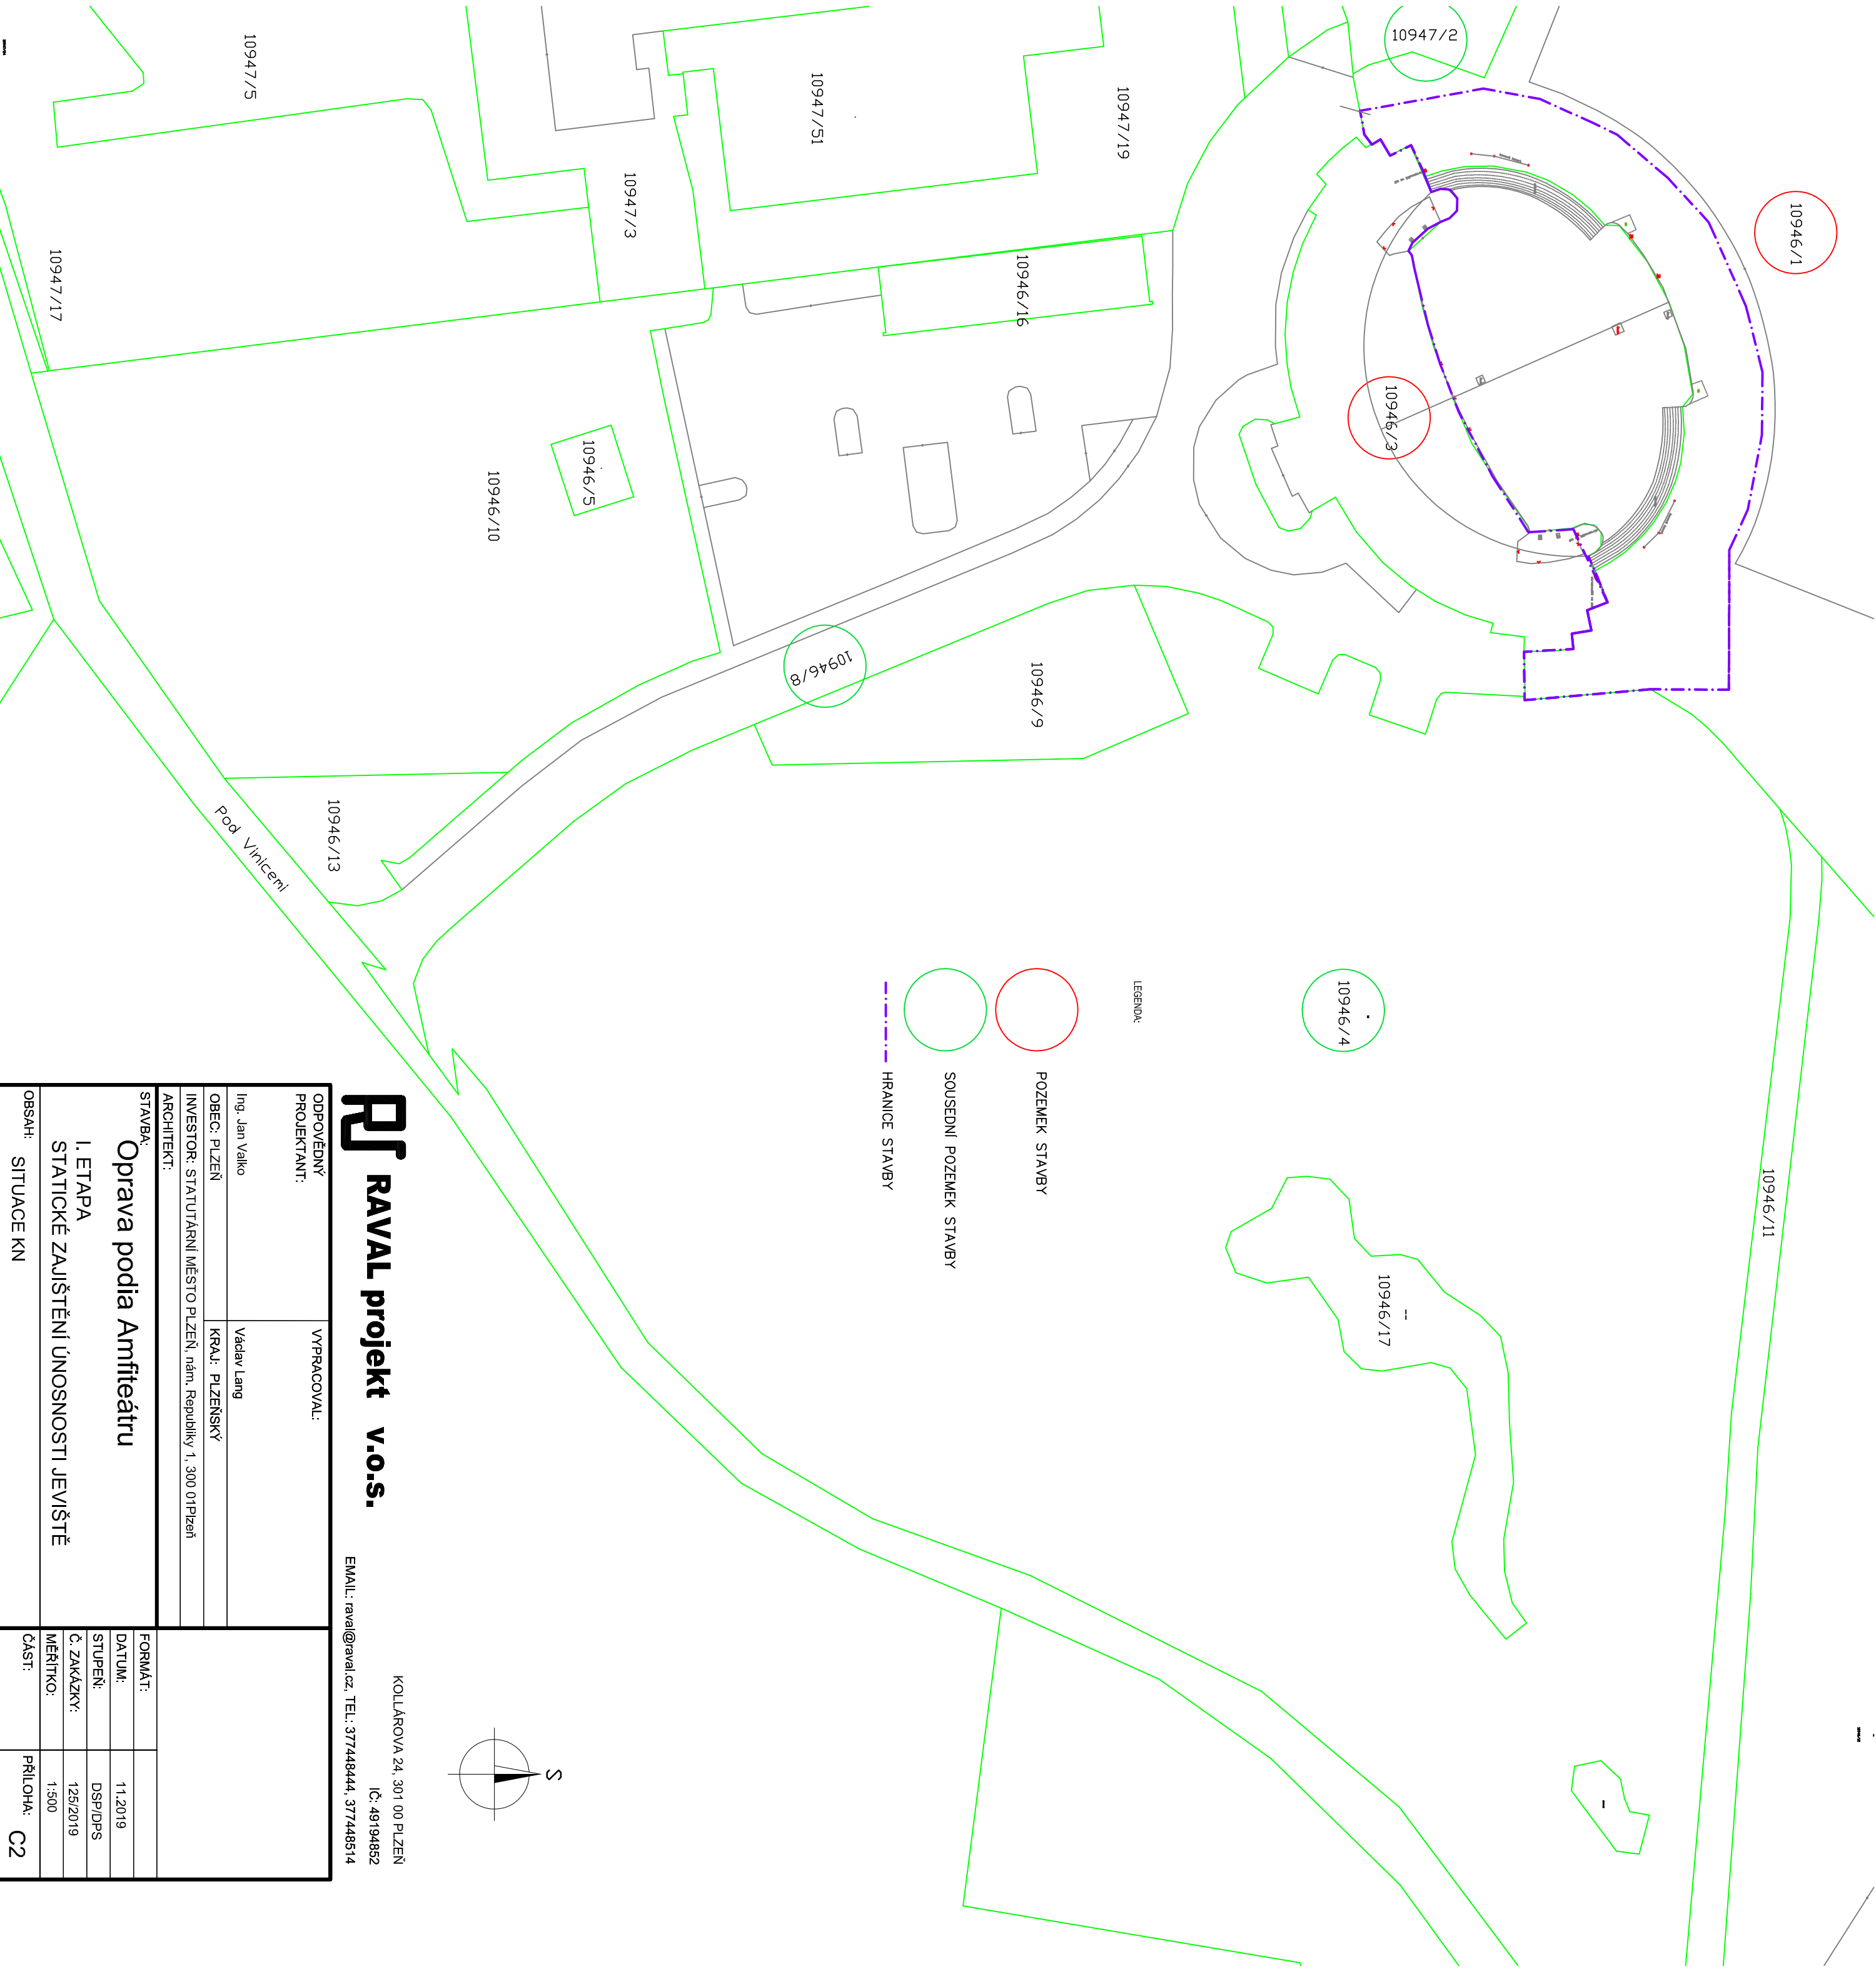 10946/1
10947/2
10946/3
10947/19
10947/51
10947/5
10947/3
10947/17
10946/16
10946/5
10946/10
10946/8
10946/9
10946/13
Pod Vinicemi
10946/4
10946/11
10946/17
LEGENDA:
POZEMEK STAVBY
SOUSEDNÍ POZEMEK STAVBY
HRANICE STAVBY
S
RAVAL projekt v.o.s.
KOLLÁROVA 24, 301 00 PLZEŇ
IČ: 49194852
EMAIL: raval@raval.cz, TEL: 377448444, 377448514
ODPOVĚDNÝ
PROJEKTANT:
VYPRACOVAL:
Ing. Jan Valko
Václav Lang
OBEC: PLZEŇ
KRAJ: PLZEŇSKÝ
INVESTOR: STATUTÁRNÍ MĚSTO PLZEŇ, nám. Republiky 1, 300 01Plzeň
ARCHITEKT:
STAVBA:
Oprava podia Amfiteátru
I. ETAPA
STATICKÉ ZAJIŠTĚNÍ ÚNOSNOSTI JEVIŠTĚ
OBSAH: SITUACE KN
FORMÁT:
DATUM: 11.2019
STUPEŇ: DSP/DPS
Č. ZAKÁZKY: 125/2019
MĚŘÍTKO: 1:500
ČÁST:
PŘÍLOHA: C2